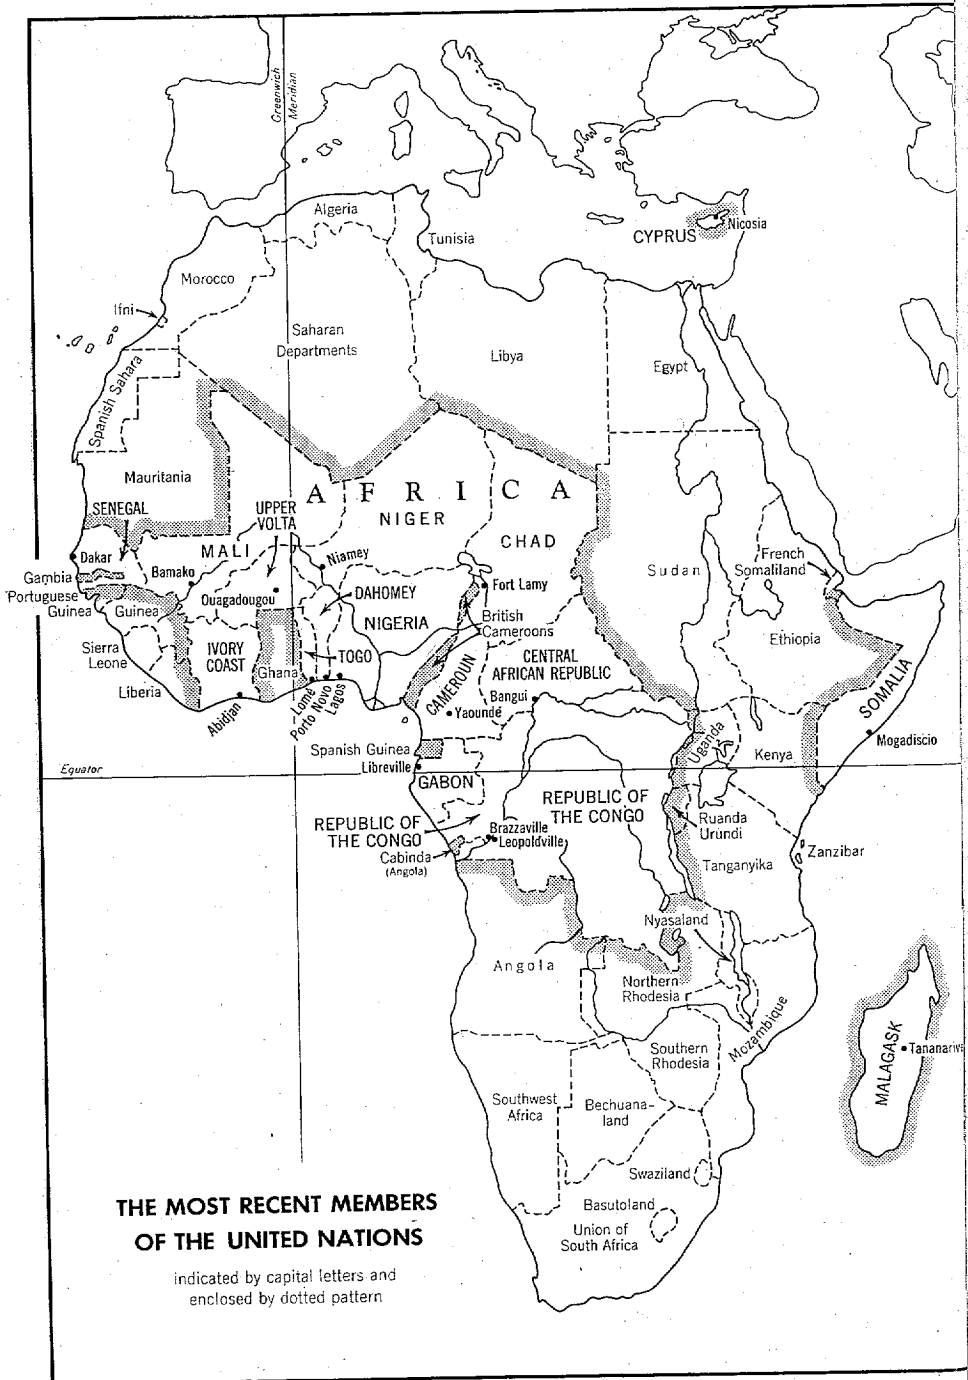 Greenwich
Meridian
Algeria
Tunisia
CYPRUS
Nicosia
Morocco
Ifni
Saharan
Departments
Libya
Egypt
Spanish Sahara
Mauritania
AFRICA
SENEGAL
UPPER
VOLTA
NIGER
CHAD
MALI
Dakar
Niamey
Sudan
French
Somaliland
Gambia
Bamako
Fort Lamy
Portuguese
Guinea
Guinea
Ouagadougou
DAHOMEY
NIGERIA
British
Cameroons
Ethiopia
Sierra
Leone
IVORY
COAST
Ghana
TOGO
CENTRAL
AFRICAN REPUBLIC
Liberia
Abidjan
Lomé
Porto Novo
Lagos
CAMEROUN
Yaoundé
Bangui
SOMALIA
Mogadiscio
Uganda
Kenya
Spanish Guinea
Libreville
Equator
GABON
REPUBLIC OF
THE CONGO
REPUBLIC OF
THE CONGO
Brazzaville
Leopoldville
Cabinda
(Angola)
Ruanda
Urundi
Tanganyika
Zanzibar
Nyasaland
Angola
Northern
Rhodesia
Mozambique
MALAGASK
Tananariv
Southern
Rhodesia
Southwest
Africa
Bechuana-
land
Swaziland
Basutoland
Union of
South Africa
THE MOST RECENT MEMBERS
OF THE UNITED NATIONS
indicated by capital letters and
enclosed by dotted pattern